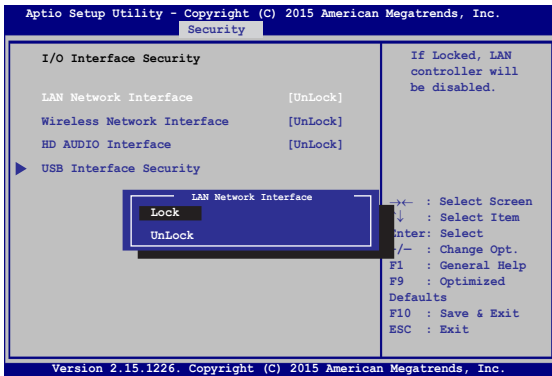 Aptio Setup Utility - Copyright (C) 2015 American Megatrends, Inc.
Security
I/O Interface Security
LAN Network Interface [UnLock]
Wireless Network Interface [UnLock]
HD AUDIO Interface [UnLock]
USB Interface Security
If Locked, LAN
controller will
be disabled.
LAN Network Interface
Lock
UnLock
→← : Select Screen
↓ : Select Item
nter: Select
/— : Change Opt.
F1 : General Help
F9 : Optimized
Defaults
F10 : Save & Exit
ESC : Exit
Version 2.15.1226. Copyright (C) 2015 American Megatrends, Inc.